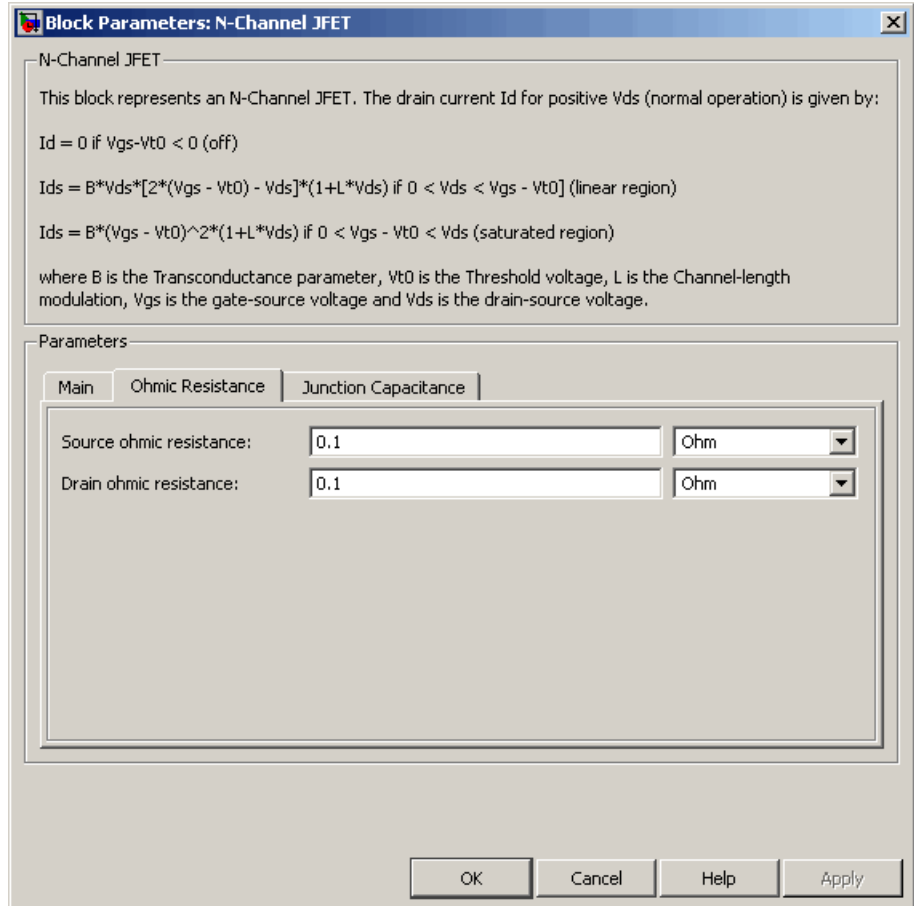 Block Parameters: N-Channel JFET
N-Channel JFET
This block represents an N-Channel JFET. The drain current Id for positive Vds (normal operation) is given by:
Id = 0 if Vgs-Vt0 < 0 (off)
Ids = B*Vds*[2*(Vgs - Vt0) - Vds]*(1+L*Vds) if 0 < Vds < Vgs - Vt0] (linear region)
Ids = B*(Vgs - Vt0)^2*(1+L*Vds) if 0 < Vgs - Vt0 < Vds (saturated region)
where B is the Transconductance parameter, Vt0 is the Threshold voltage, L is the Channel-length
modulation, Vgs is the gate-source voltage and Vds is the drain-source voltage.
Parameters
Main Ohmic Resistance Junction Capacitance
Source ohmic resistance: 0.1 Ohm
Drain ohmic resistance: 0.1 Ohm
OK Cancel Help Apply